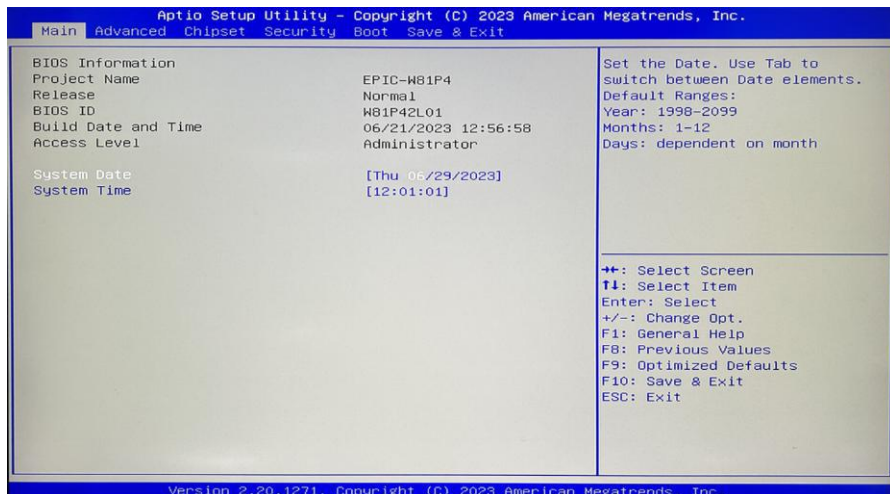 Aptio Setup Utility – Copyright (C) 2023 American Megatrends, Inc.
Main Advanced Chipset Security Boot Save & Exit
BIOS Information
Project Name EPIC-W81P4
Release Normal
BIOS ID W81P42L01
Build Date and Time 06/21/2023 12:56:58
Access Level Administrator
System Date [Thu 06/29/2023]
System Time [12:01:01]
Set the Date. Use Tab to
switch between Date elements.
Default Ranges:
Year: 1998-2099
Months: 1-12
Days: dependent on month
→←: Select Screen
↑↓: Select Item
Enter: Select
+/-: Change Opt.
F1: General Help
F8: Previous Values
F9: Optimized Defaults
F10: Save & Exit
ESC: Exit
Version 2.20.1271. Copyright (C) 2023 American Megatrends, Inc.